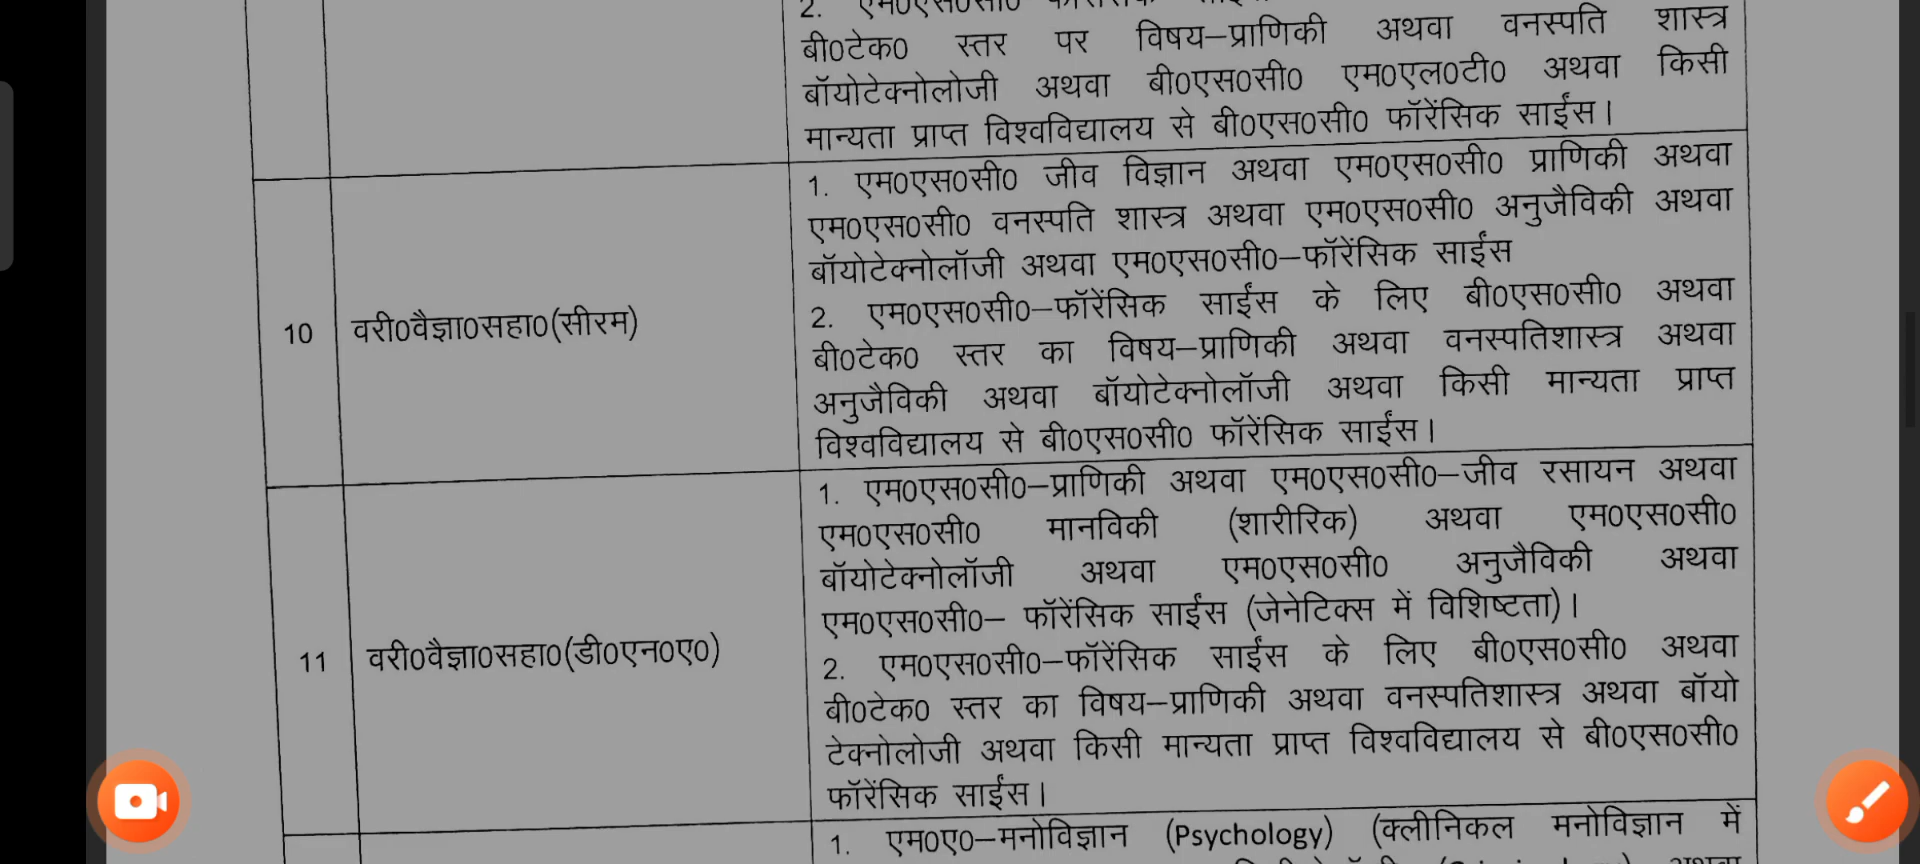 2. एम0एस0सी0
बी0टेक0 स्तर पर विषय–प्राणिकी अथवा वनस्पति शास्त्र
बॉयोटेक्नोलोजी अथवा बी0एस0सी0 एम0एल0टी0 अथवा किसी
मान्यता प्राप्त विश्वविद्यालय से बी0एस0सी0 फॉरेंसिक साईंस।
1. एम0एस0सी0 जीव विज्ञान अथवा एम0एस0सी0 प्राणिकी अथवा
एम0एस0सी0 वनस्पति शास्त्र अथवा एम0एस0सी0 अनुजैविकी अथवा
बॉयोटेक्नोलॉजी अथवा एम0एस0सी0–फॉरेंसिक साईंस
10 वरी0वैज्ञा0सहा0(सीरम)
2. एम0एस0सी0–फॉरेंसिक साईंस के लिए बी0एस0सी0 अथवा
बी0टेक0 स्तर का विषय–प्राणिकी अथवा वनस्पतिशास्त्र अथवा
अनुजैविकी अथवा बॉयोटेक्नोलॉजी अथवा किसी मान्यता प्राप्त
विश्वविद्यालय से बी0एस0सी0 फॉरेंसिक साईंस।
1. एम0एस0सी0–प्राणिकी अथवा एम0एस0सी0–जीव रसायन अथवा
एम0एस0सी0 मानविकी (शारीरिक) अथवा एम0एस0सी0
बॉयोटेक्नोलॉजी अथवा एम0एस0सी0 अनुजैविकी अथवा
एम0एस0सी0– फॉरेंसिक साईंस (जेनेटिक्स में विशिष्टता)।
11 वरी0वैज्ञा0सहा0(डी0एन0ए0)
2. एम0एस0सी0–फॉरेंसिक साईंस के लिए बी0एस0सी0 अथवा
बी0टेक0 स्तर का विषय–प्राणिकी अथवा वनस्पतिशास्त्र अथवा बॉयो
टेक्नोलोजी अथवा किसी मान्यता प्राप्त विश्वविद्यालय से बी0एस0सी0
फॉरेंसिक साईंस।
1. एम0ए0–मनोविज्ञान (Psychology) (क्लीनिकल मनोविज्ञान में